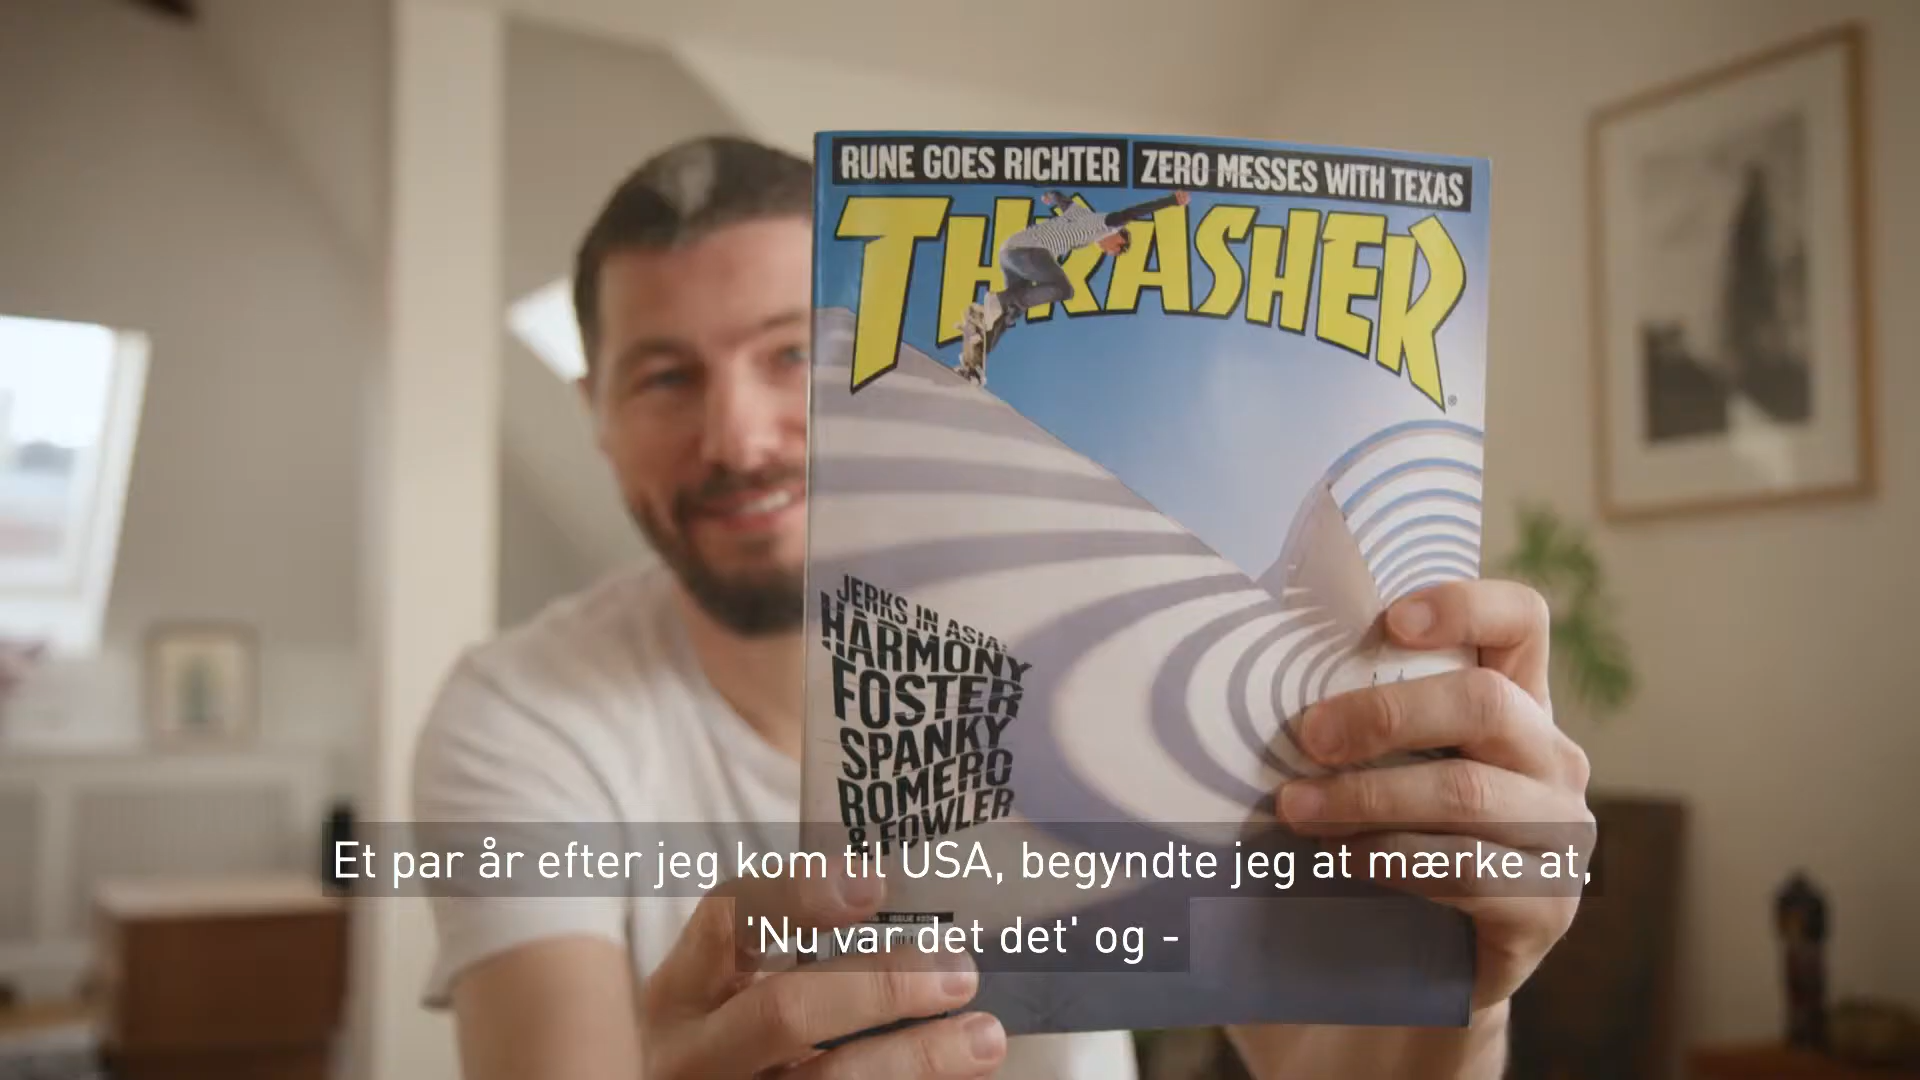 RUNE GOES RICHTER ZERO MESSES WITH TEXAS
THRASHER
JERKS IN ASIA:
HARMONY
FOSTER
SPANKY
ROMERO
& FOWLER
Et par år efter jeg kom til USA, begyndte jeg at mærke at,
'Nu var det det' og -